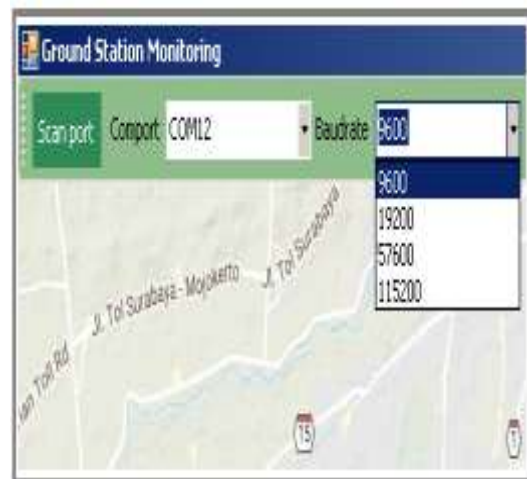 Ground Station Monitoring
Scan port Comport COM12 Baudrate 9600
9600
19200
57600
115200
Jl. Tol Surabaya - Mojokerto
Jl. Tol Surabaya
an Toll Rd
15